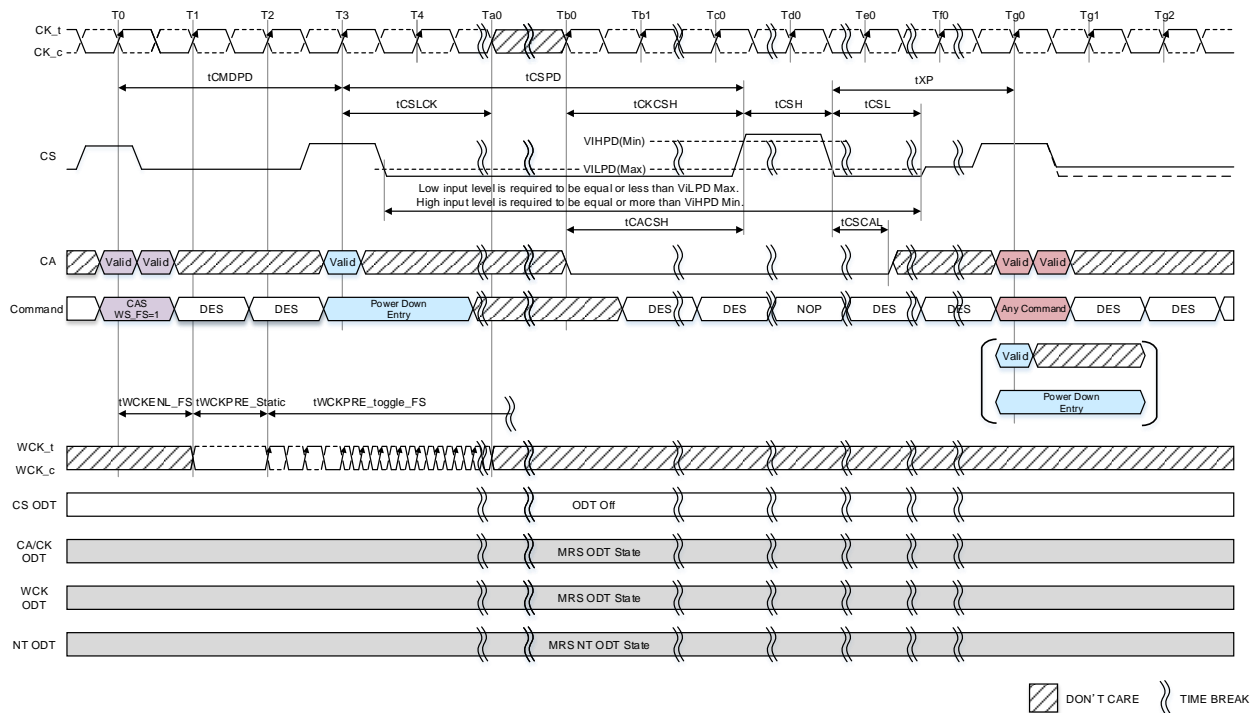 T0 T1 T2 T3 T4 Ta0 Tb0 Tb1 Tc0 Td0 Te0 Tf0 Tg0 Tg1 Tg2
CK_t
CK_c
tCMDPD tCSPD tXP
tCSLCK tCKCSH tCSH tCSL
CS
VIHPD(Min)
VILPD(Max)
Low input level is required to be equal or less than ViLPD Max.
High input level is required to be equal or more than ViHPD Min.
tCACSH tCSCAL
CA Valid Valid Valid Valid Valid
Command CAS WS_FS=1 DES DES Power Down Entry DES DES NOP DES DES Any Command DES DES
Valid
Power Down
Entry
tWCKENL_FS tWCKPRE_Static tWCKPRE_toggle_FS
WCK_t
WCK_c
CS ODT ODT Off
CA/CK ODT MRS ODT State
WCK ODT MRS ODT State
NT ODT MRS NT ODT State
DON'T CARE TIME BREAK